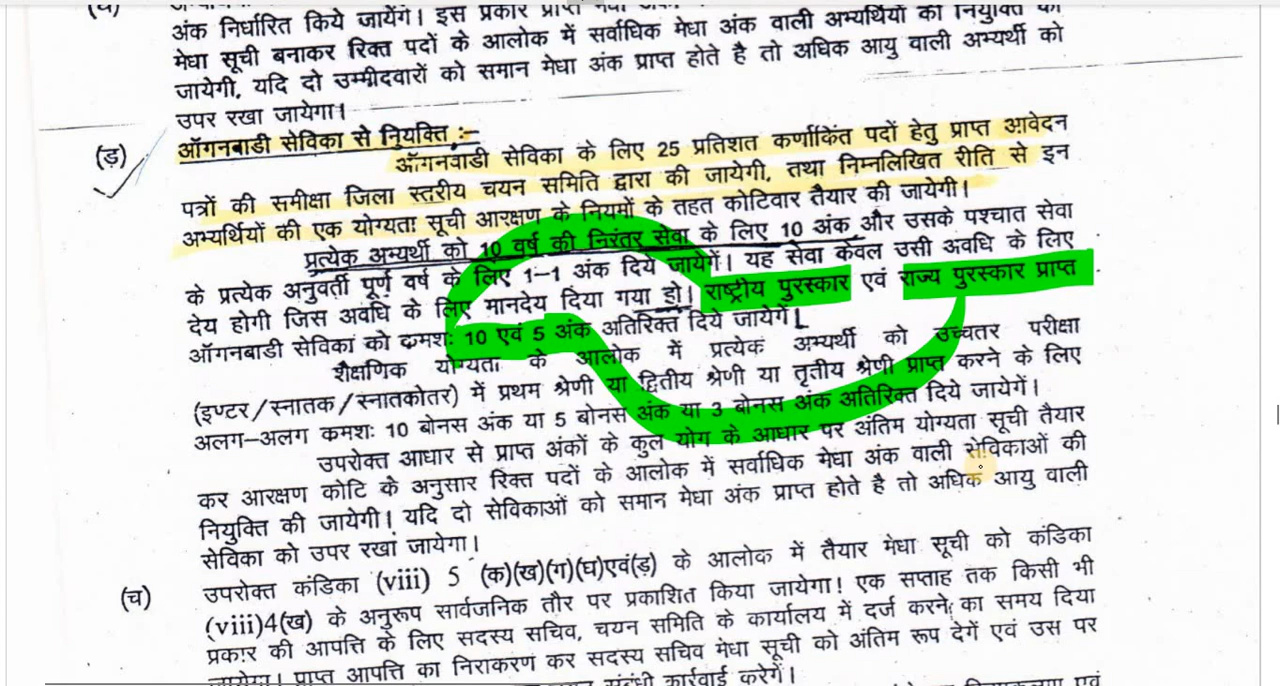 अंक निर्धारित किये जायेंगे। इस प्रकार प्राप्त
मेधा सूची बनाकर रिक्त पदों के आलोक में सर्वाधिक मेधा अंक वाली अभ्यर्थियों की नियुक्ति की
जायेगी, यदि दो उम्मीदवारों को समान मेधा अंक प्राप्त होते है तो अधिक आयु वाली अभ्यर्थी को
उपर रखा जायेगा।
(ड़) ऑगनबाडी सेविका से नियक्ति :–
ऑगनवाडी सेविका के लिए 25 प्रतिशत कर्णाकिंत पदों हेतु प्राप्त आवेदन
पत्रों की समीक्षा जिला स्तरीय चयन समिति द्वारा की जायेगी, तथा निम्नलिखित रीति से इन
अभ्यर्थियों की एक योग्यता सूची आरक्षण के नियमों के तहत कोटिवार तैयार की जायेगी।
प्रत्येक अभ्यर्थी को 10 वर्ष की निरंतर सेवा के लिए 10 अंक और उसके पश्चात सेवा
के प्रत्येक अनुवर्ती पूर्ण वर्ष के लिए 1–1 अंक दिये जायेगें। यह सेवा केवल उसी अवधि के लिए
देय होगी जिस अवधि के लिए मानदेय दिया गया हो। राष्ट्रीय पुरस्कार एवं राज्य पुरस्कार प्राप्त
ऑगनबाडी सेविका को क्रमशः 10 एवं 5 अंक अतिरिक्त दिये जायेगें।
शैक्षणिक योग्यता के आलोक में प्रत्येक अभ्यर्थी को उच्चतर परीक्षा
(इण्टर/स्नातक/स्नातकोतर) में प्रथम श्रेणी या द्वितीय श्रेणी या तृतीय श्रेणी प्राप्त करने के लिए
अलग–अलग कमशः 10 बोनस अंक या 5 बोनस अंक या 3 बोनस अंक अतिरिक्त दिये जायेगें।
उपरोक्त आधार से प्राप्त अंकों के कुल योग के आधार पर अंतिम योग्यता सूची तैयार
कर आरक्षण कोटि के अनुसार रिक्त पदों के आलोक में सर्वाधिक मेधा अंक वाली सेविकाओं की
नियुक्ति की जायेगी। यदि दो सेविकाओं को समान मेधा अंक प्राप्त होते है तो अधिक आयु वाली
सेविका को उपर रखा जायेगा।
(च) उपरोक्त कंडिका (viii) 5 (क)(ख)(ग)(घ)एवं(ड) के आलोक में तैयार मेधा सूची को कंडिका
(viii)4(ख) के अनुरूप सार्वजनिक तौर पर प्रकाशित किया जायेगा! एक सप्ताह तक किसी भी
प्रकार की आपत्ति के लिए सदस्य सचिव, चयन समिति के कार्यालय में दर्ज करने का समय दिया
जायेगा। प्राप्त आपत्ति का निराकरण कर सदस्य सचिव मेधा सूची को अंतिम रूप देगें एवं उस पर
संबंधी कार्रवाई करेगें।